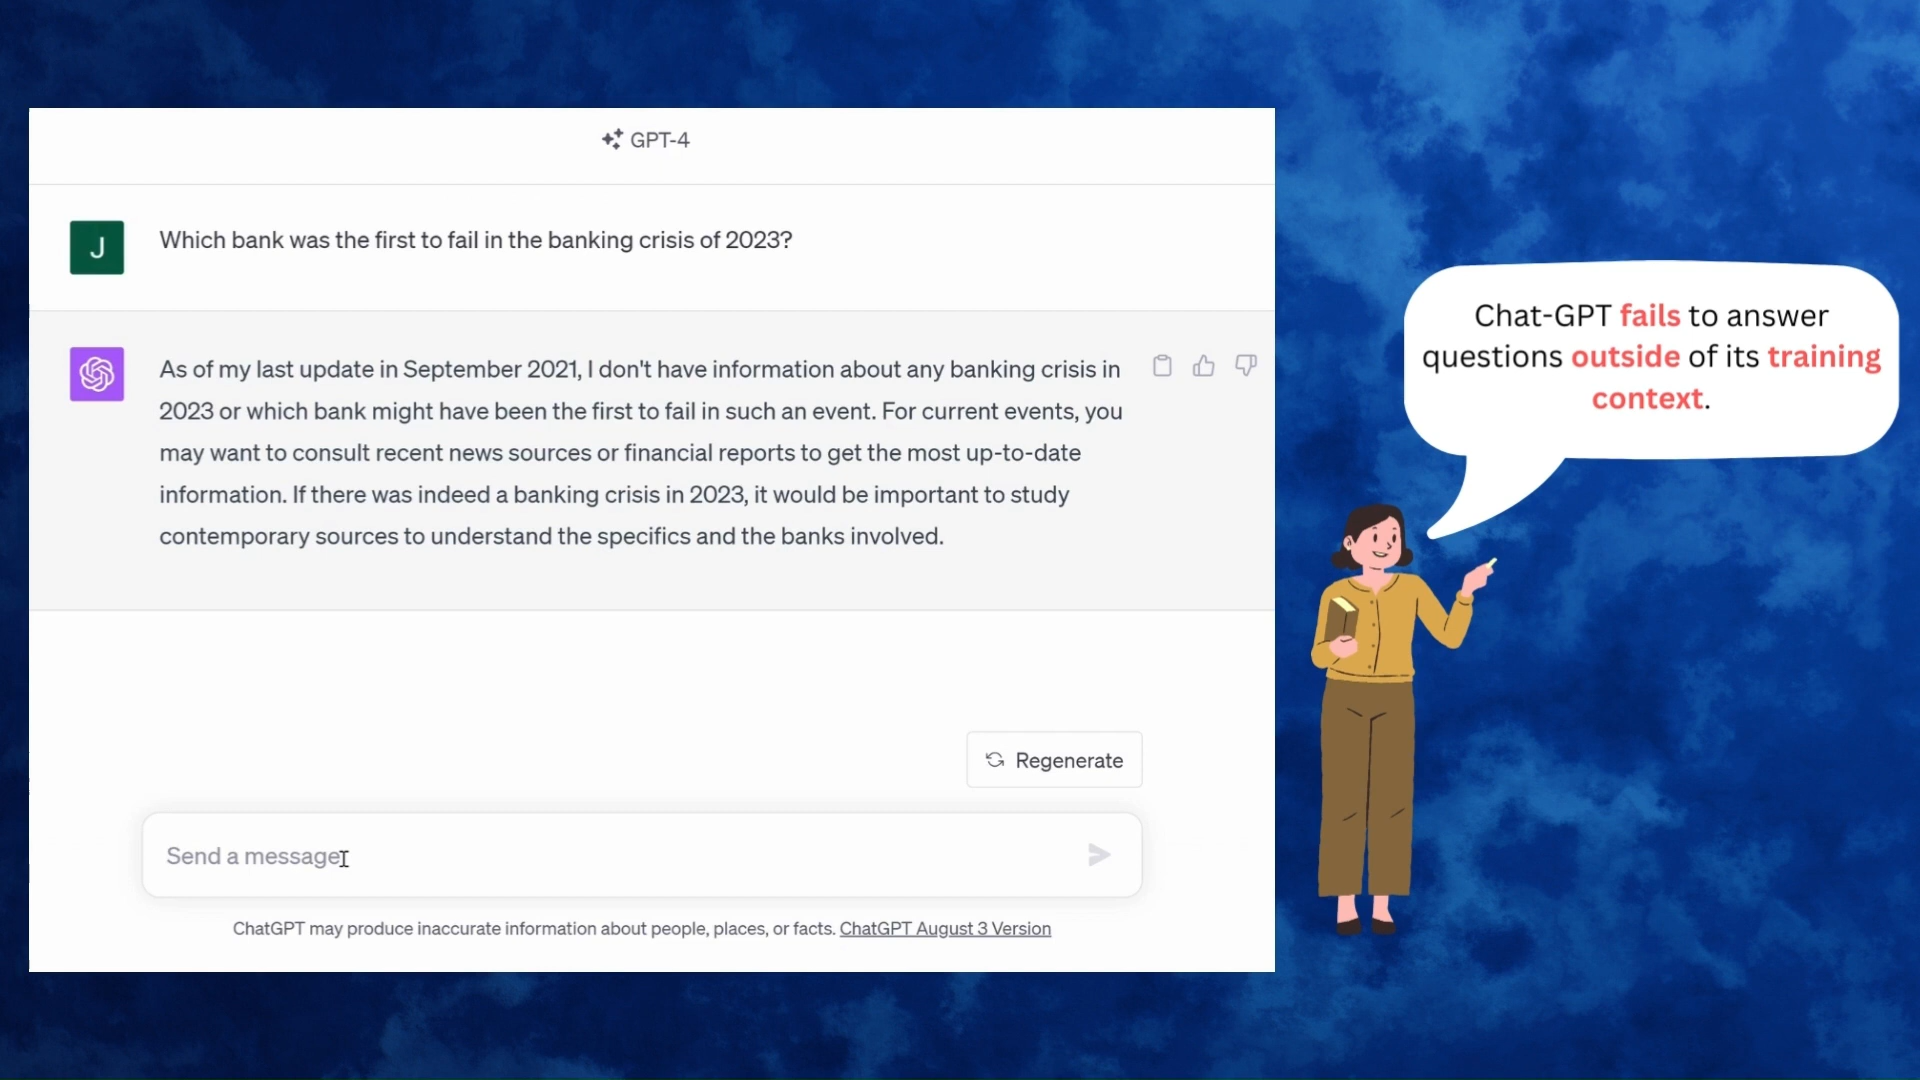 GPT-4
J
Which bank was the first to fail in the banking crisis of 2023?
As of my last update in September 2021, I don't have information about any banking crisis in
2023 or which bank might have been the first to fail in such an event. For current events, you
may want to consult recent news sources or financial reports to get the most up-to-date
information. If there was indeed a banking crisis in 2023, it would be important to study
contemporary sources to understand the specifics and the banks involved.
Regenerate
Send a message
ChatGPT may produce inaccurate information about people, places, or facts. ChatGPT August 3 Version
Chat-GPT fails to answer
questions outside of its training
context.